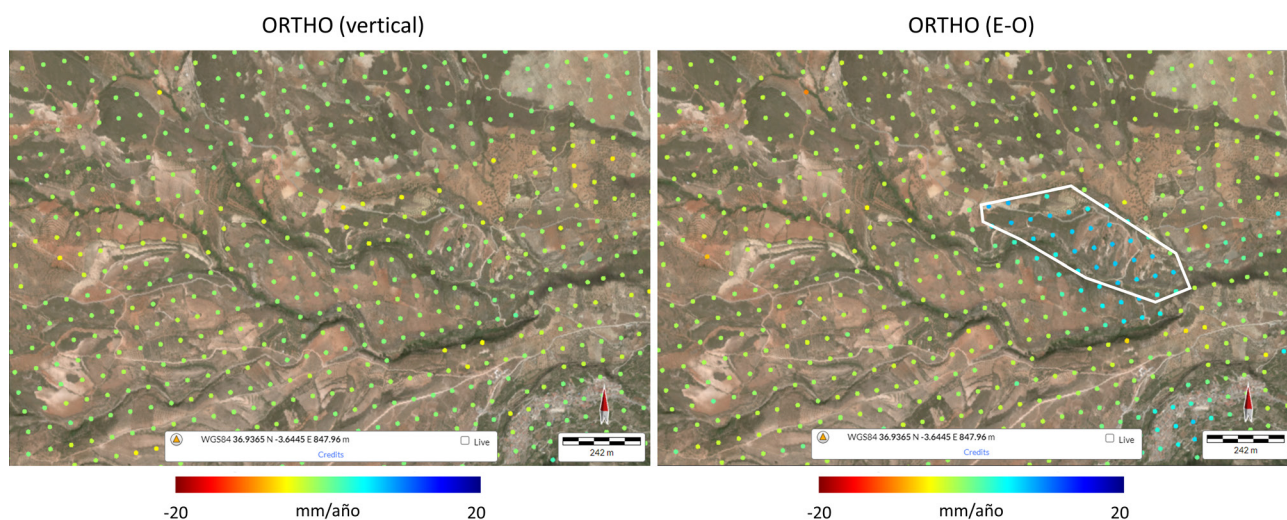 ORTHO (vertical)
ORTHO (E-O)
WGS84 36.9365 N -3.6445 E 847.96 m
Live
Credits
242 m
WGS84 36.9365 N -3.6445 E 847.96 m
Live
Credits
242 m
-20
mm/año
20
-20
mm/año
20